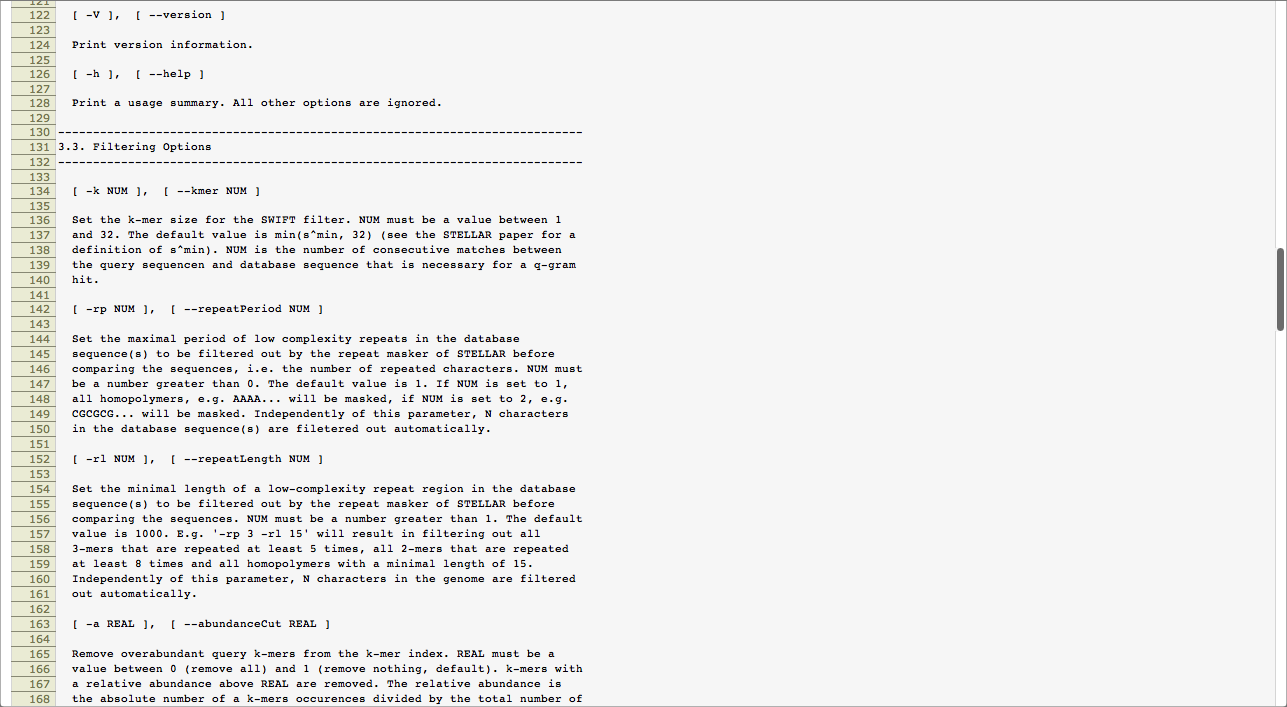 121
122 [ -V ], [ --version ]
123
124 Print version information.
125
126 [ -h ], [ --help ]
127
128 Print a usage summary. All other options are ignored.
129
130 ---------------------------------------------------------------------------
131 3.3. Filtering Options
132 ---------------------------------------------------------------------------
133
134 [ -k NUM ], [ --kmer NUM ]
135
136 Set the k-mer size for the SWIFT filter. NUM must be a value between 1
137 and 32. The default value is min(s^min, 32) (see the STELLAR paper for a
138 definition of s^min). NUM is the number of consecutive matches between
139 the query sequencen and database sequence that is necessary for a q-gram
140 hit.
141
142 [ -rp NUM ], [ --repeatPeriod NUM ]
143
144 Set the maximal period of low complexity repeats in the database
145 sequence(s) to be filtered out by the repeat masker of STELLAR before
146 comparing the sequences, i.e. the number of repeated characters. NUM must
147 be a number greater than 0. The default value is 1. If NUM is set to 1,
148 all homopolymers, e.g. AAAA... will be masked, if NUM is set to 2, e.g.
149 CGCGCG... will be masked. Independently of this parameter, N characters
150 in the database sequence(s) are filetered out automatically.
151
152 [ -rl NUM ], [ --repeatLength NUM ]
153
154 Set the minimal length of a low-complexity repeat region in the database
155 sequence(s) to be filtered out by the repeat masker of STELLAR before
156 comparing the sequences. NUM must be a number greater than 1. The default
157 value is 1000. E.g. '-rp 3 -rl 15' will result in filtering out all
158 3-mers that are repeated at least 5 times, all 2-mers that are repeated
159 at least 8 times and all homopolymers with a minimal length of 15.
160 Independently of this parameter, N characters in the genome are filtered
161 out automatically.
162
163 [ -a REAL ], [ --abundanceCut REAL ]
164
165 Remove overabundant query k-mers from the k-mer index. REAL must be a
166 value between 0 (remove all) and 1 (remove nothing, default). k-mers with
167 a relative abundance above REAL are removed. The relative abundance is
168 the absolute number of a k-mers occurences divided by the total number of